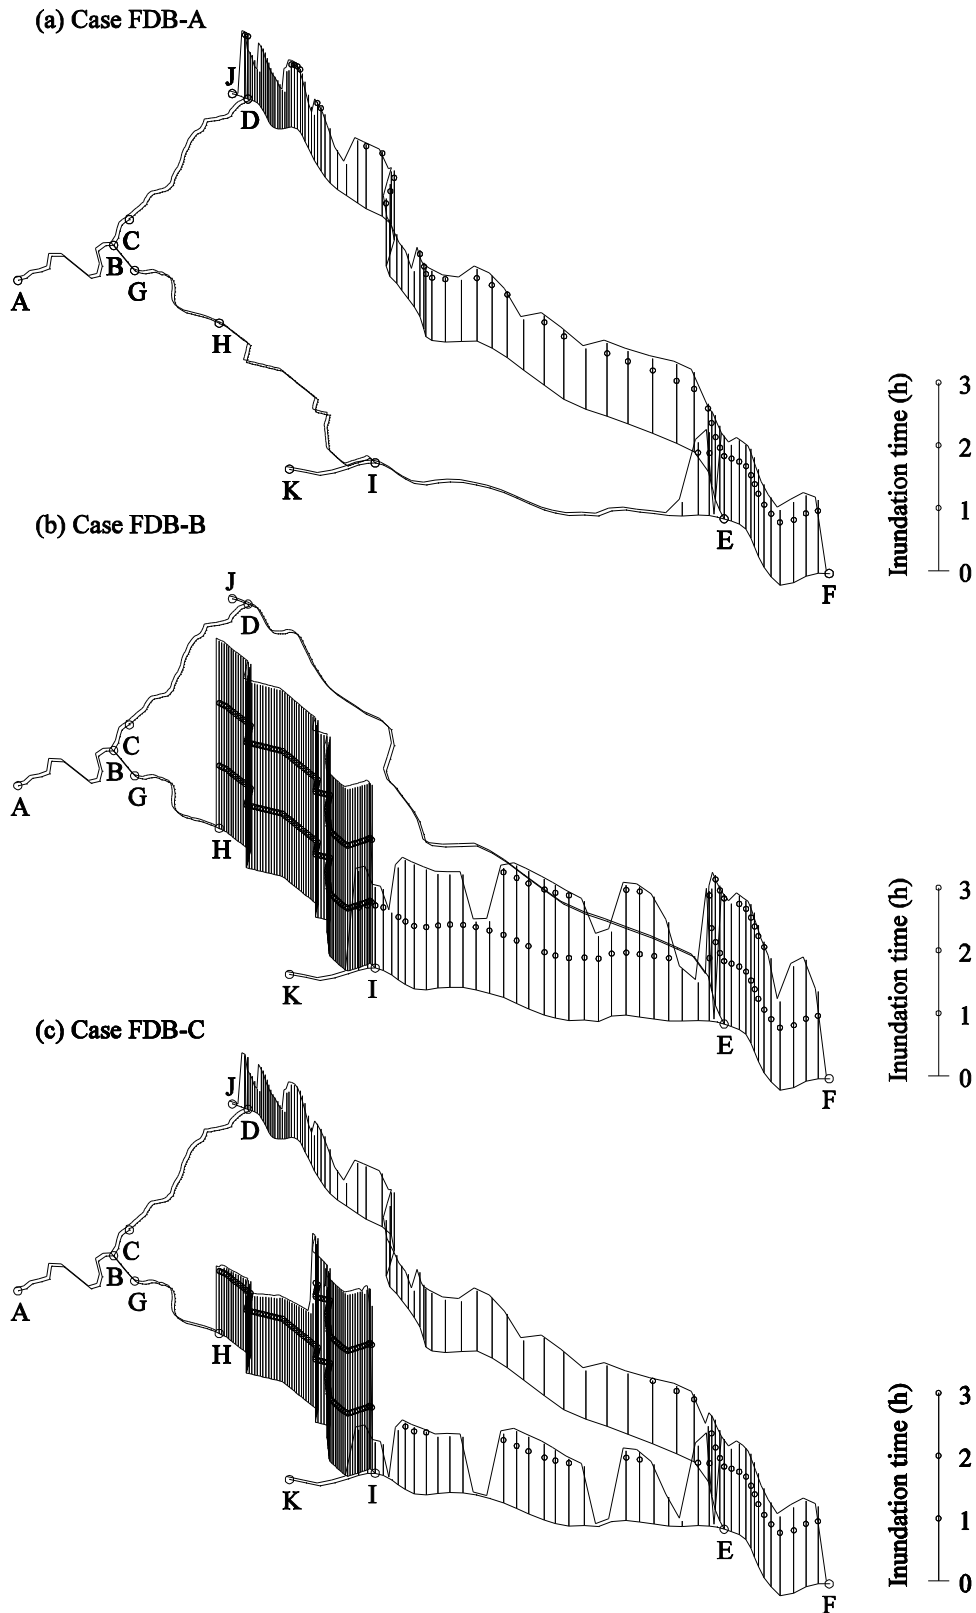 (a) Case FDB-A
J
D
C
B
G
A
H
K
I
E
F
Inundation time (h)
3
2
1
0
(b) Case FDB-B
J
D
C
B
G
A
H
K
I
E
F
Inundation time (h)
3
2
1
0
(c) Case FDB-C
J
D
C
B
G
A
H
K
I
E
F
Inundation time (h)
3
2
1
0